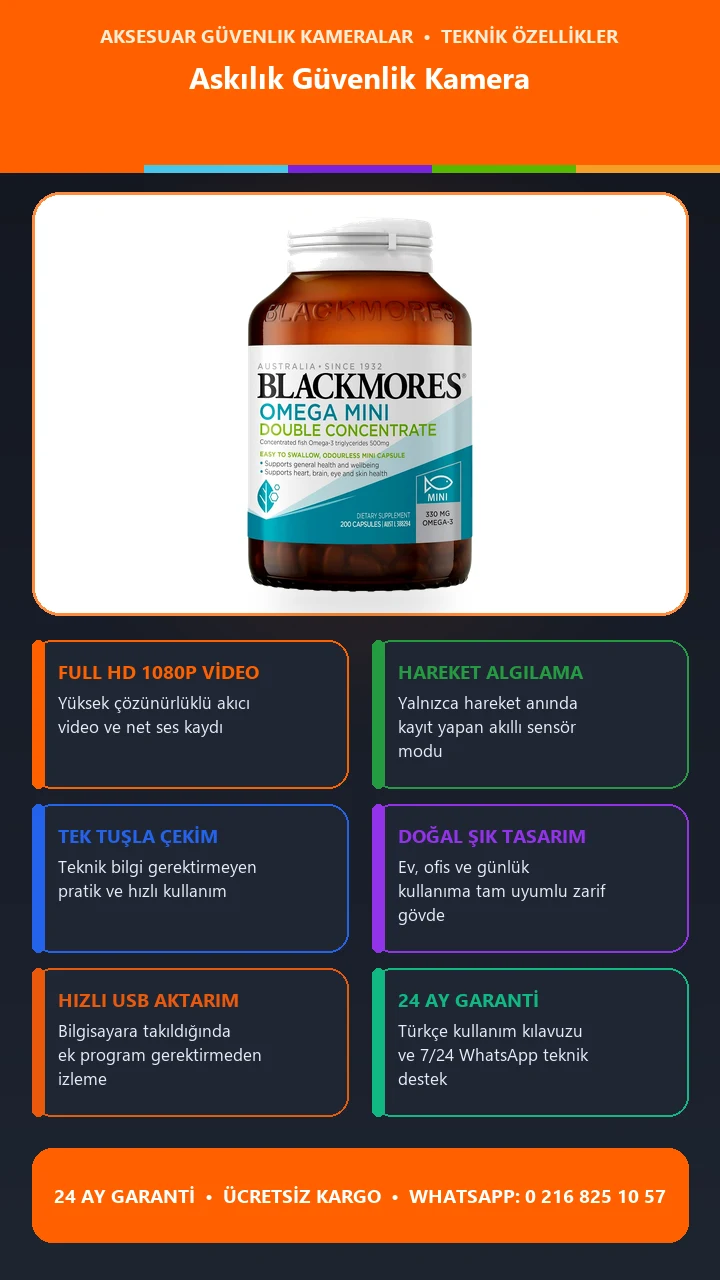 AKSESUAR GÜVENLIK KAMERALAR • TEKNİK ÖZELLİKLER
Askılık Güvenlik Kamera
BLACKMORES
AUSTRALIA • SINCE 1932
BLACKMORES®
OMEGA MINI
DOUBLE CONCENTRATE
Concentrated fish Omega-3 triglycerides 500mg
EASY TO SWALLOW, ODOURLESS MINI CAPSULE
• Supports general health and wellbeing
• Supports heart, brain, eye and skin health
MINI
330 MG
OMEGA-3
DIETARY SUPPLEMENT
200 CAPSULES | AUST L 388294
FULL HD 1080P VİDEO
Yüksek çözünürlüklü akıcı
video ve net ses kaydı
HAREKET ALGILAMA
Yalnızca hareket anında
kayıt yapan akıllı sensör
modu
TEK TUŞLA ÇEKİM
Teknik bilgi gerektirmeyen
pratik ve hızlı kullanım
DOĞAL ŞIK TASARIM
Ev, ofis ve günlük
kullanıma tam uyumlu zarif
gövde
HIZLI USB AKTARIM
Bilgisayara takıldığında
ek program gerektirmeden
izleme
24 AY GARANTİ
Türkçe kullanım kılavuzu
ve 7/24 WhatsApp teknik
destek
24 AY GARANTİ • ÜCRETSİZ KARGO • WHATSAPP: 0 216 825 10 57